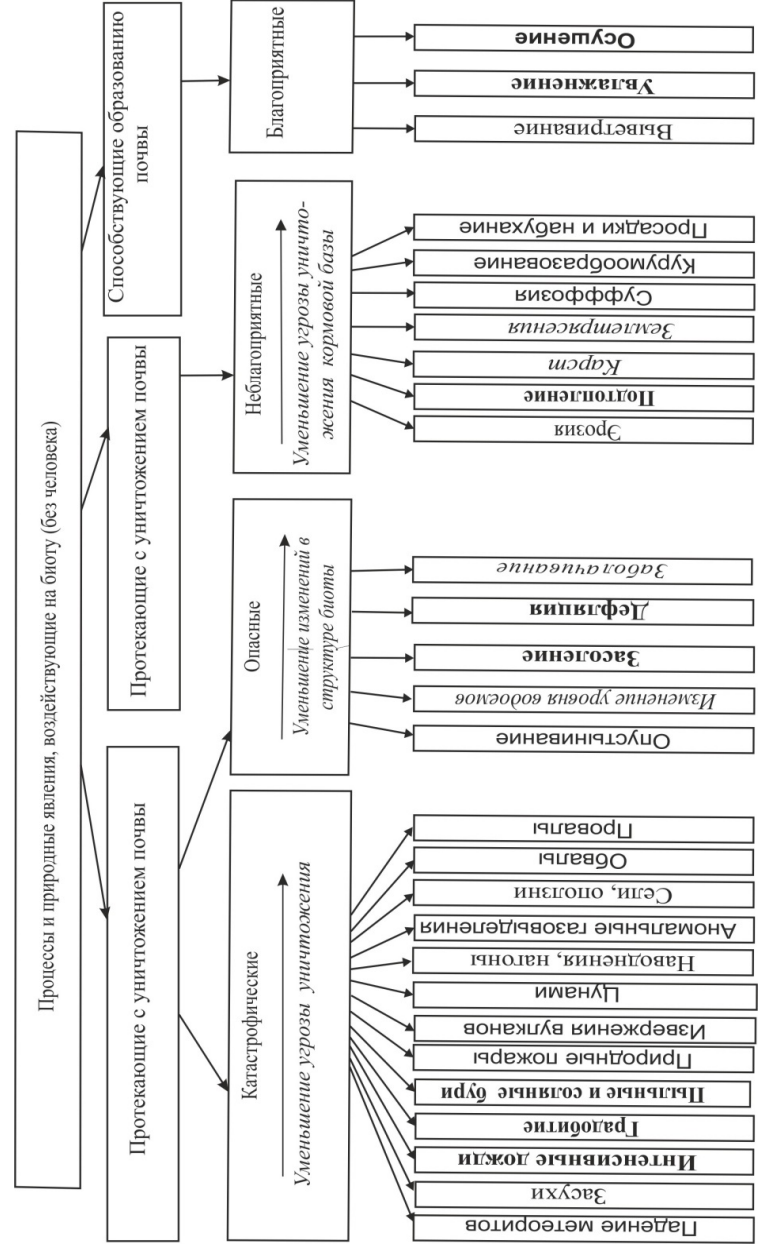 Процессы и природные явления, воздействующие на биоту (без человека)
Протекающие с уничтожением почвы
Протекающие с уничтожением почвы
Способствующие образованию
почвы
Катастрофические
Уменьшение угрозы уничтожения
Опасные
Уменьшение изменений в
структуре биоты
Неблагоприятные
Уменьшение угрозы уничто-
жения кормовой базы
Благоприятные
Падение метеоритов
Засухи
Интенсивные дожди
Градобитие
Пыльные и соляные бури
Природные пожары
Извержения вулканов
Цунами
Наводнения, нагоны
Аномальные газовыделения
Сели, оползни
Обвалы
Провалы
Опустынивание
Изменение уровня водоемов
Засоление
Дефляция
Заболачивание
Эрозия
Подтопление
Карст
Землетрясения
Суффозия
Курумообразование
Просадки и набухание
Выветривание
Увлажнение
Осушение